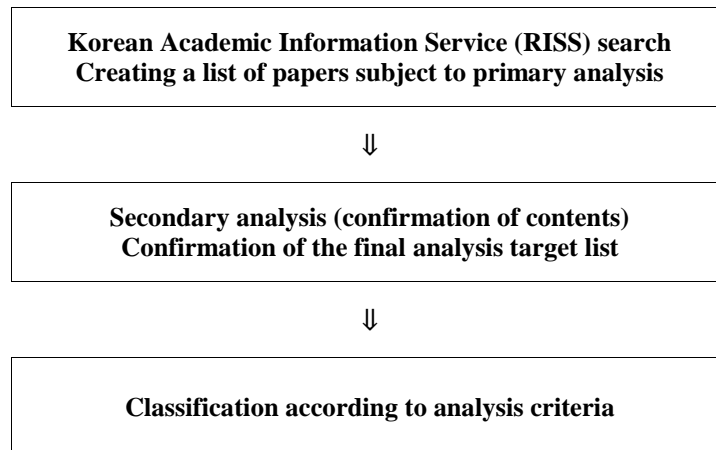 Korean Academic Information Service (RISS) search
Creating a list of papers subject to primary analysis
⇓
Secondary analysis (confirmation of contents)
Confirmation of the final analysis target list
⇓
Classification according to analysis criteria